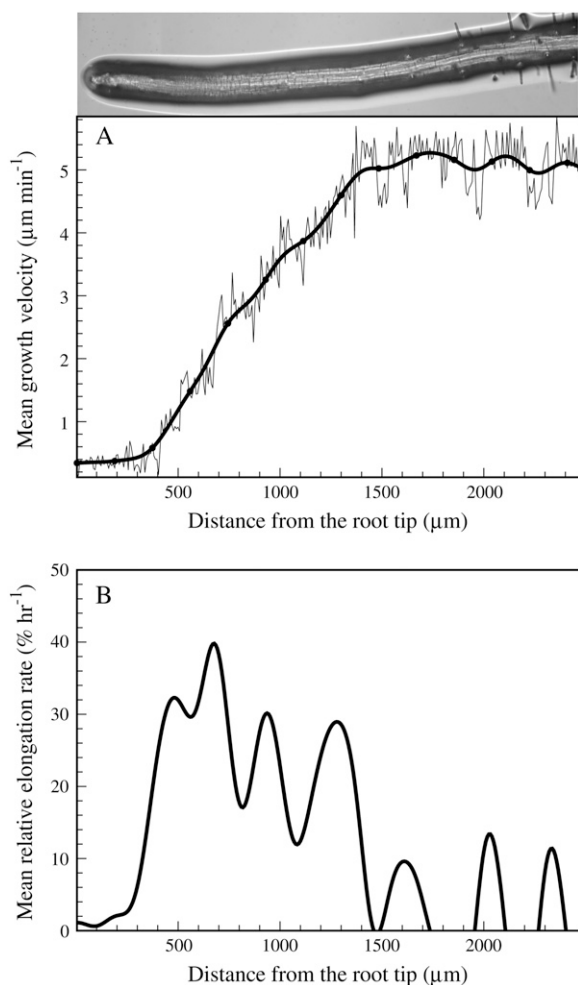 A
Mean growth velocity (μm min⁻¹)
5
4
3
2
1
500 1000 1500 2000
Distance from the root tip (μm)
B
Mean relative elongation rate (% hr⁻¹)
50
40
30
20
10
0
500 1000 1500 2000
Distance from the root tip (μm)